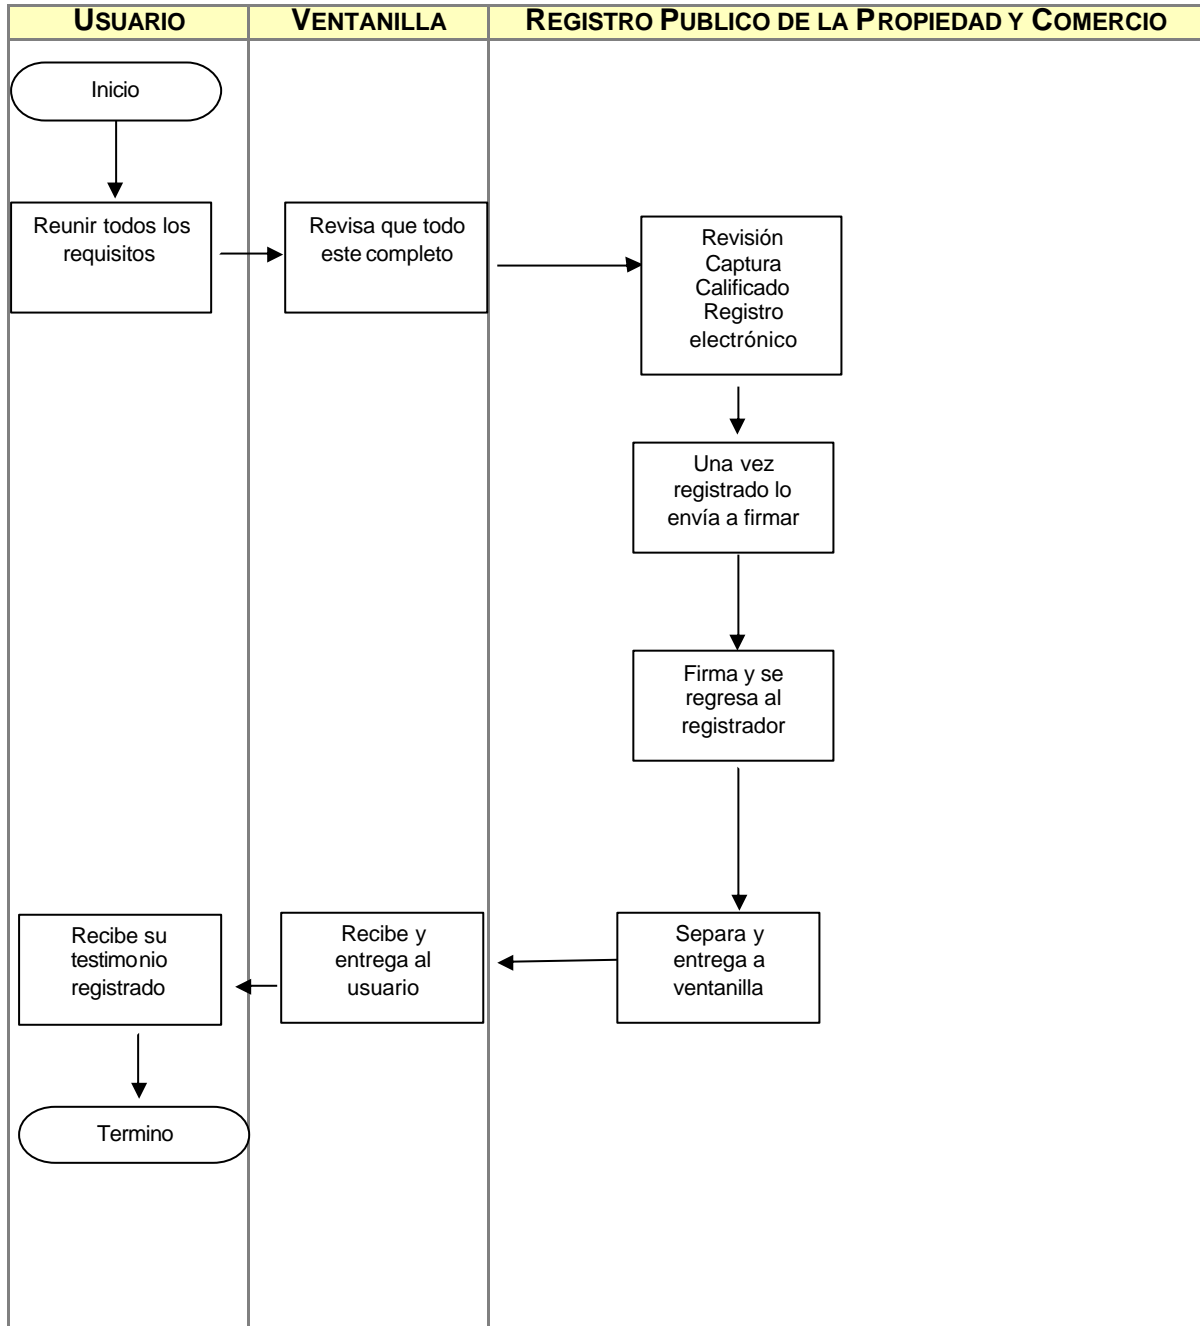 USUARIO
VENTANILLA
REGISTRO PUBLICO DE LA PROPIEDAD Y COMERCIO
Inicio
Reunir todos los
requisitos
Revisa que todo
este completo
Revisión
Captura
Calificado
Registro
electrónico
Una vez
registrado lo
envía a firmar
Firma y se
regresa al
registrador
Separa y
entrega a
ventanilla
Recibe y
entrega al
usuario
Recibe su
testimonio
registrado
Termino